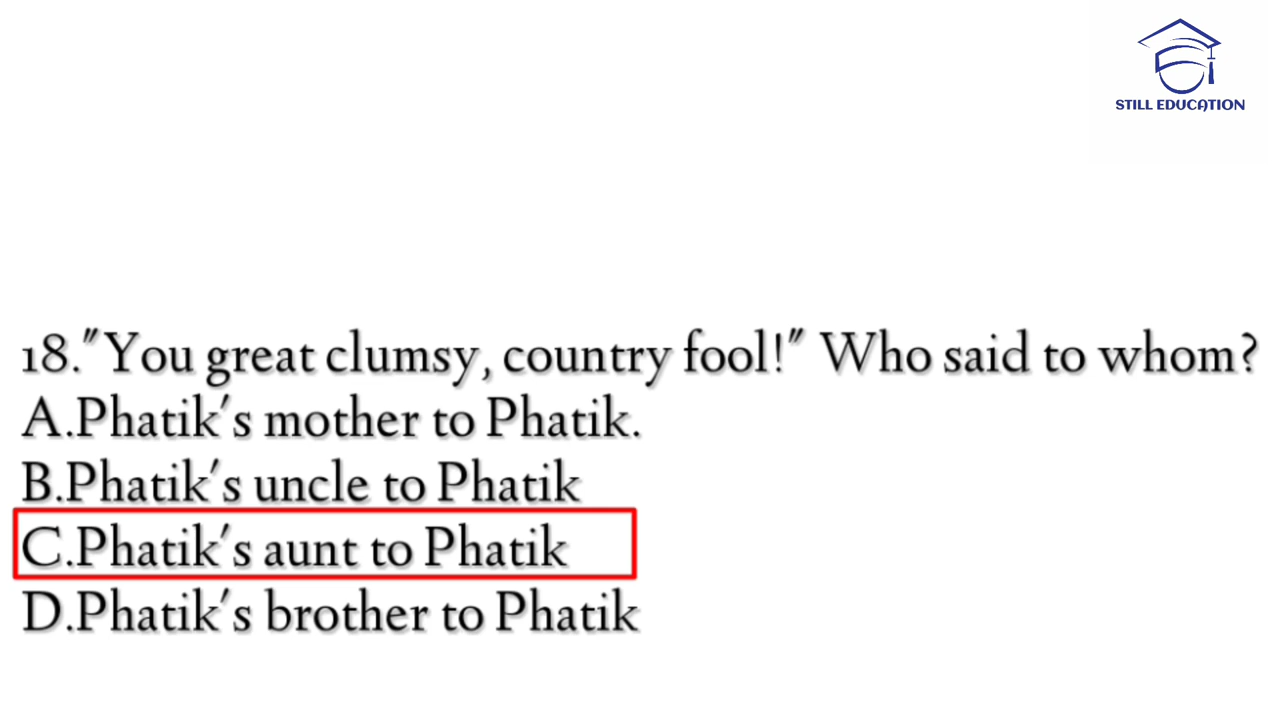 STILL EDUCATION
18."You great clumsy, country fool!" Who said to whom?
A.Phatik's mother to Phatik.
B.Phatik's uncle to Phatik
C.Phatik's aunt to Phatik
D.Phatik's brother to Phatik